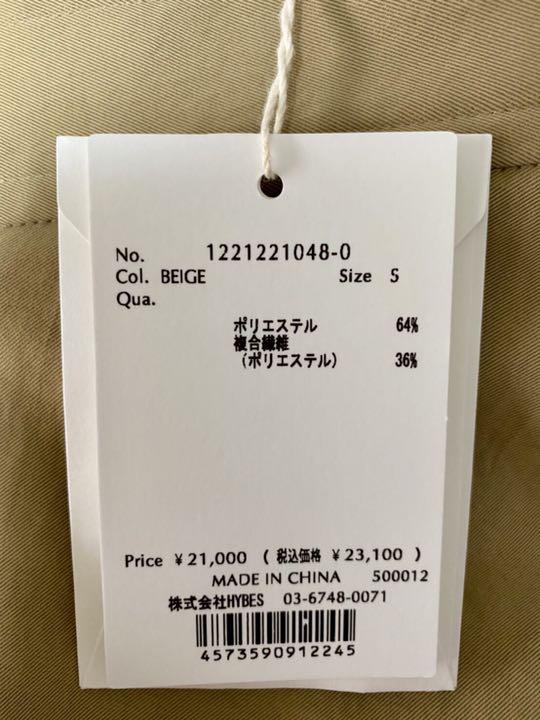 No. 1221221048-0
Col. BEIGE Size S
Qua.
ポリエステル 64%
複合繊維
(ポリエステル) 36%
Price ¥21,000 ( 税込価格 ¥23,100 )
MADE IN CHINA 500012
株式会社HYBES 03-6748-0071
4573590912245